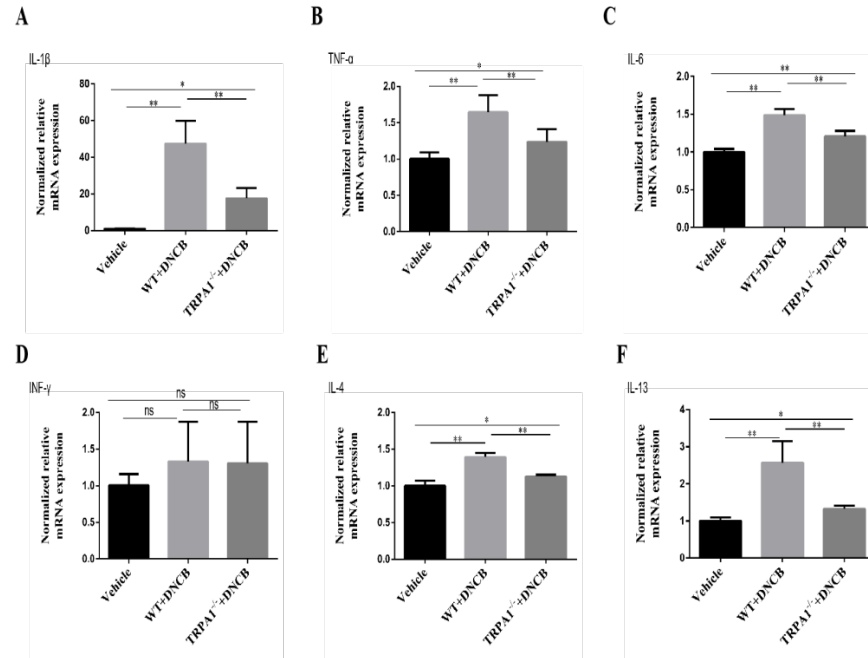 A
IL-1β
Normalized relative
mRNA expression
80
60
40
20
0
*
**
**
Vehicle
WT+DNCB
TRPA1-/-+DNCB
B
TNF-α
Normalized relative
mRNA expression
2.0
1.5
1.0
0.5
0.0
*
**
**
Vehicle
WT+DNCB
TRPA1-/-+DNCB
C
IL-6
Normalized relative
mRNA expression
2.0
1.5
1.0
0.5
0.0
**
**
**
Vehicle
WT+DNCB
TRPA1-/-+DNCB
D
INF-γ
Normalized relative
mRNA expression
2.0
1.5
1.0
0.5
0.0
ns
ns
ns
Vehicle
WT+DNCB
TRPA1-/-+DNCB
E
IL-4
Normalized relative
mRNA expression
2.0
1.5
1.0
0.5
0.0
*
**
**
Vehicle
WT+DNCB
TRPA1-/-+DNCB
F
IL-13
Normalized relative
mRNA expression
4
3
2
1
0
*
**
**
Vehicle
WT+DNCB
TRPA1-/-+DNCB